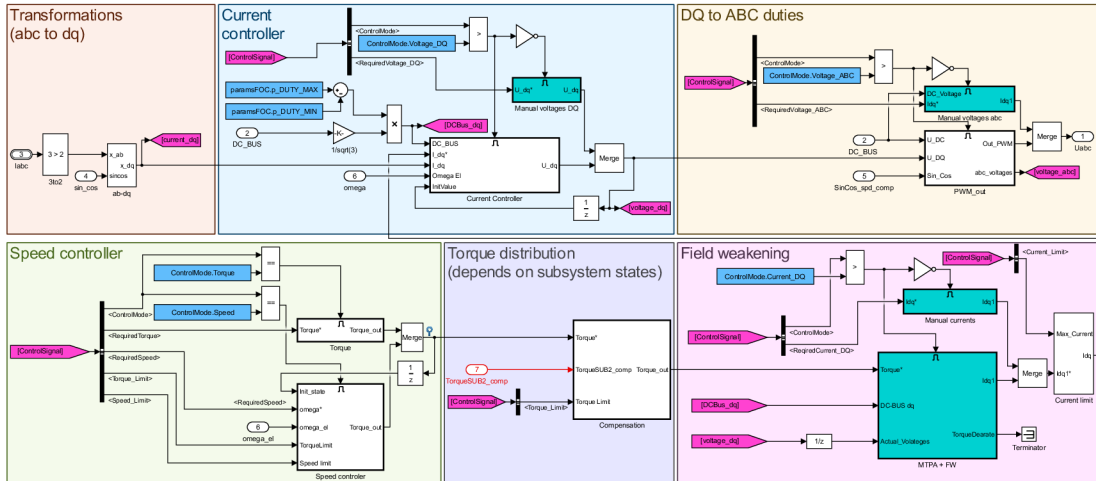 Transformations
(abc to dq)
[current_dq]
3
Iabc
3 > 2
3to2
4
sin_cos
x_ab
x_dq
sincos
ab-dq
Current
controller
<ControlMode>
ControlMode.Voltage_DQ
>
[ControlSignal]
<RequiredVoltage_DQ>
paramsFOC.p_DUTY_MAX
paramsFOC.p_DUTY_MIN
U_dq*
U_dq
Manual voltages DQ
×
[DCBus_dq]
2
DC_BUS
-K-
1/sqrt(3)
DC_BUS
I_dq*
I_dq
Omega El
InitValue
U_dq
Current Controller
6
omega
Merge
1
z
[voltage_dq]
DQ to ABC duties
<ControlMode>
ControlMode.Voltage_ABC
>
[ControlSignal]
<RequiredVoltage_ABC>
DC_Voltage
Idq*
Idq1
Manual voltages abc
2
DC_BUS
U_DC
U_DQ
Sin_Cos
Out_PWM
abc_voltages
PWM_out
5
SinCos_spd_comp
Merge
1
Uabc
[voltage_abc]
Speed controller
ControlMode.Torque
==
ControlMode.Speed
==
<ControlMode>
<RequiredTorque>
[ControlSignal]
<RequiredSpeed>
<Torque_Limit>
<Speed_Limit>
Torque*
Torque_out
Torque
Merge
1
z
<RequiredSpeed>
6
omega_el
Init_state
omega*
omega_el
TorqueLimit
Speed limit
Torque_out
Speed controler
Torque distribution
(depends on subsystem states)
7
TorqueSUB2_comp
[ControlSignal]
<Torque_Limit>
Torque*
TorqueSUB2_comp
Torque Limit
Torque_out
Compensation
Field weakening
[ControlSignal]
<Current_Limit>
ControlMode.Current_DQ
>
[ControlSignal]
<ControlMode>
<ReqiredCurrent_DQ>
Idq*
Idq1
Manual currents
Torque*
DC-BUS dq
Actual_Volateges
Idq1
TorqueDearate
MTPA + FW
[DCBus_dq]
[voltage_dq]
1/z
Merge
Max_Current
Idq
Idq1*
Current limit
Terminator